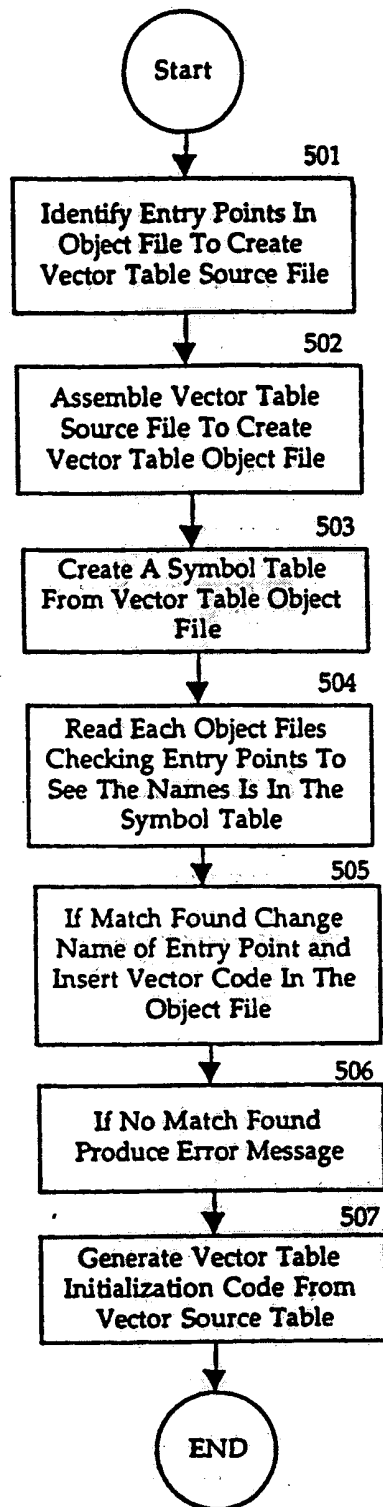 Start
501
Identify Entry Points In
Object File To Create
Vector Table Source File
502
Assemble Vector Table
Source File To Create
Vector Table Object File
503
Create A Symbol Table
From Vector Table Object
File
504
Read Each Object Files
Checking Entry Points To
See The Names Is In The
Symbol Table
505
If Match Found Change
Name of Entry Point and
Insert Vector Code In The
Object File
506
If No Match Found
Produce Error Message
507
Generate Vector Table
Initialization Code From
Vector Source Table
END